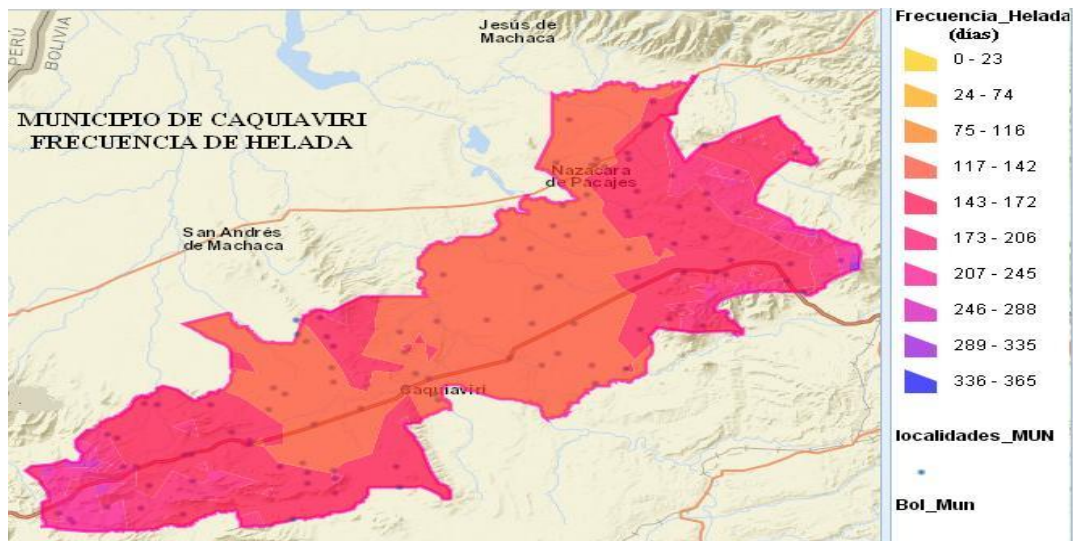 PERÚ
BOLIVIA
Jesús de
Machaca
MUNICIPIO DE CAQUIAVIRI
FRECUENCIA DE HELADA
Nazacara
de Pacajes
San Andrés
de Machaca
Caquiaviri
Frecuencia_Helada
(días)
0 - 23
24 - 74
75 - 116
117 - 142
143 - 172
173 - 206
207 - 245
246 - 288
289 - 335
336 - 365
localidades_MUN
Bol_Mun